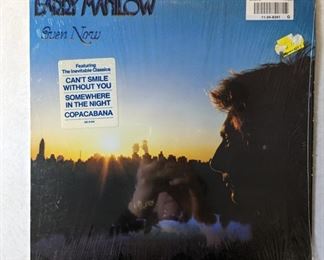 BARRY MANILOW
Even Now
Featuring
The Inevitable Classics
CAN'T SMILE
WITHOUT YOU
SOMEWHERE
IN THE NIGHT
COPACABANA